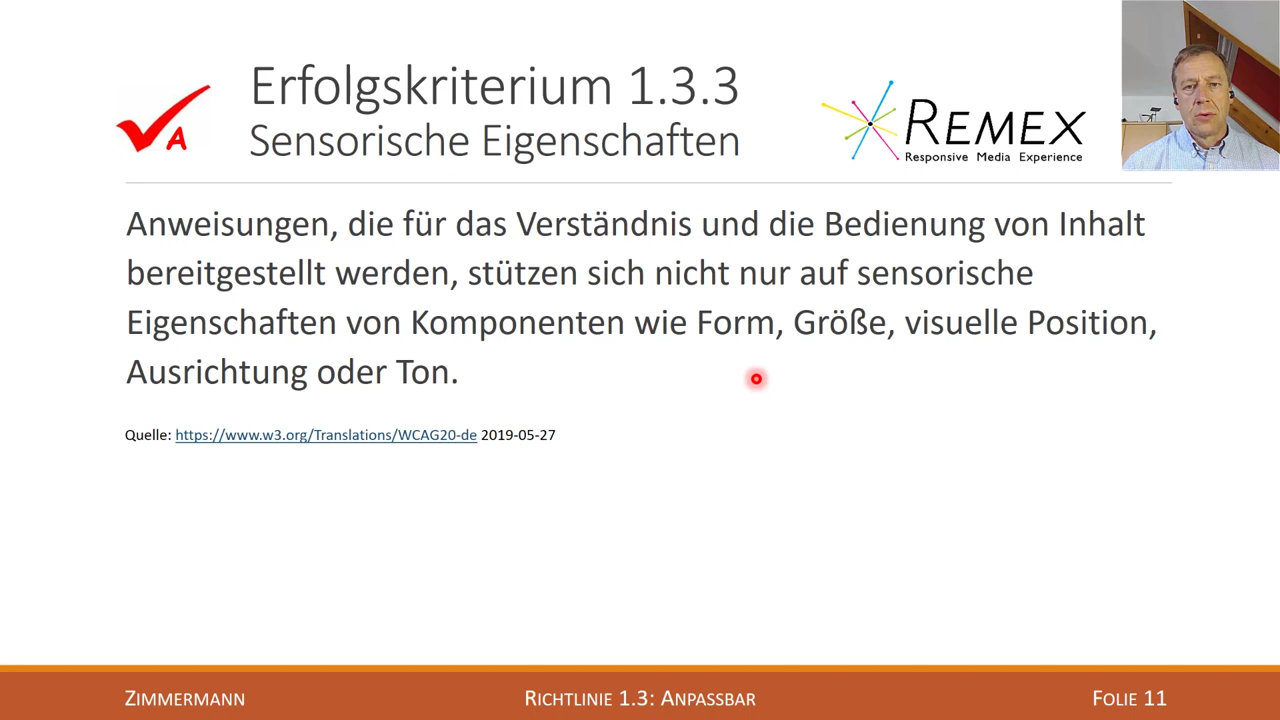 Erfolgskriterium 1.3.3
Sensorische Eigenschaften
A
REMEX
Responsive Media Experience
Anweisungen, die für das Verständnis und die Bedienung von Inhalt
bereitgestellt werden, stützen sich nicht nur auf sensorische
Eigenschaften von Komponenten wie Form, Größe, visuelle Position,
Ausrichtung oder Ton.
Quelle: https://www.w3.org/Translations/WCAG20-de 2019-05-27
ZIMMERMANN
RICHTLINIE 1.3: ANPASSBAR
FOLIE 11